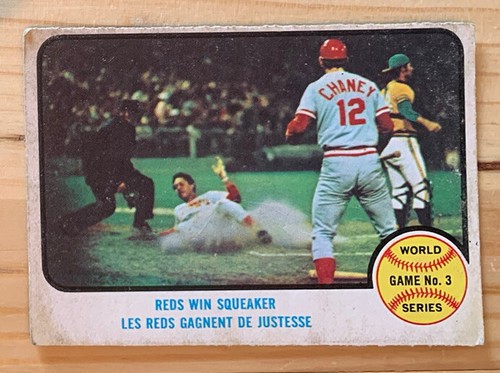 CHANEY
12
REDS WIN SQUEAKER
LES REDS GAGNENT DE JUSTESSE
WORLD
GAME No. 3
SERIES